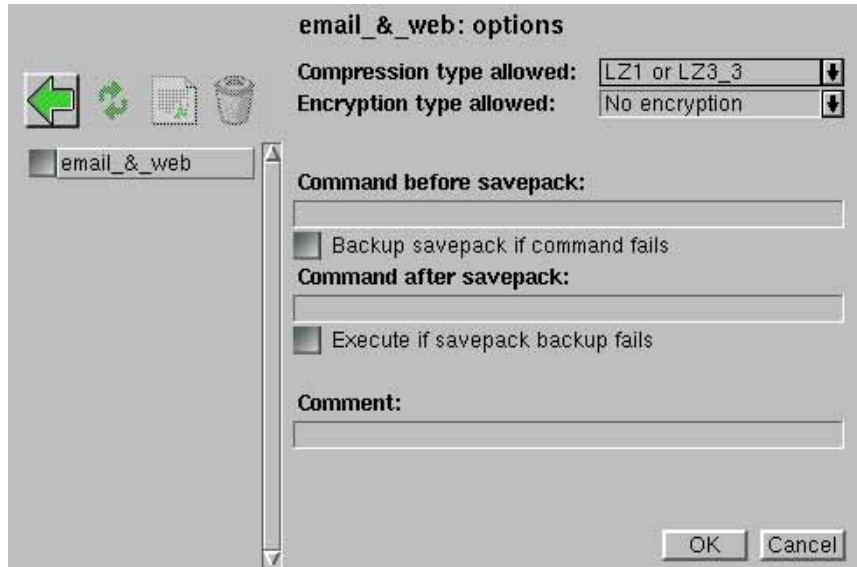 email_&_web: options
Compression type allowed: LZ1 or LZ3_3
Encryption type allowed: No encryption
email_&_web
Command before savepack:
Backup savepack if command fails
Command after savepack:
Execute if savepack backup fails
Comment:
OK Cancel